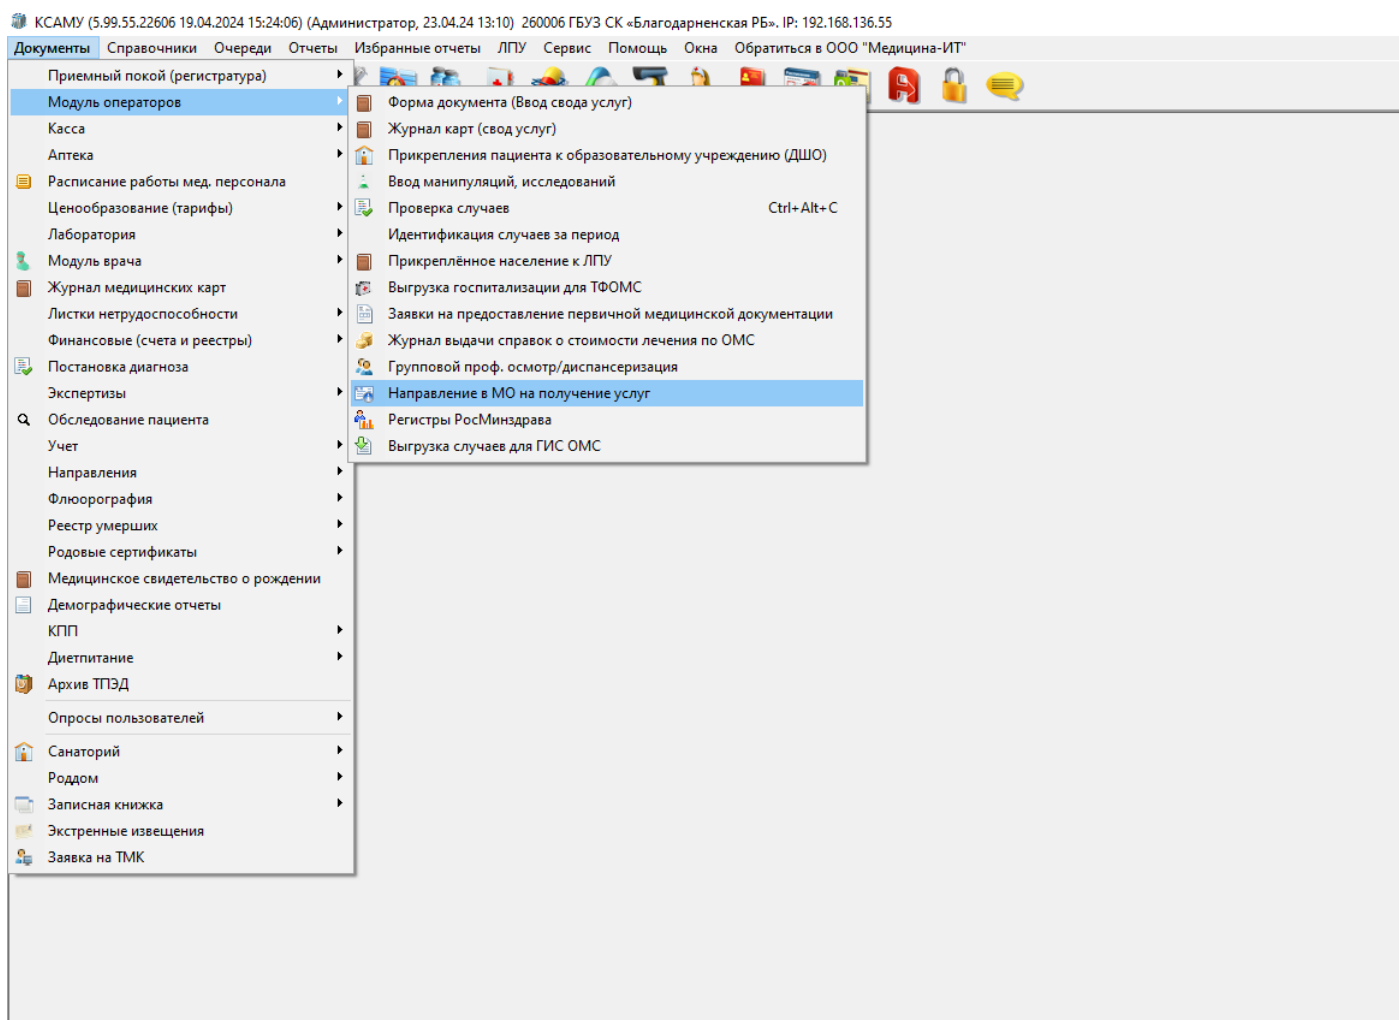 КСАМУ (5.99.55.22606 19.04.2024 15:24:06) (Администратор, 23.04.24 13:10) 260006 ГБУЗ СК «Благодарненская РБ». IP: 192.168.136.55
Документы Справочники Очереди Отчеты Избранные отчеты ЛПУ Сервис Помощь Окна Обратиться в ООО "Медицина-ИТ"
Приемный покой (регистратура)
Модуль операторов
Касса
Аптека
Расписание работы мед. персонала
Ценообразование (тарифы)
Лаборатория
Модуль врача
Журнал медицинских карт
Листки нетрудоспособности
Финансовые (счета и реестры)
Постановка диагноза
Экспертизы
Обследование пациента
Учет
Направления
Флюорография
Реестр умерших
Родовые сертификаты
Медицинское свидетельство о рождении
Демографические отчеты
КПП
Диетпитание
Архив ТПЭД
Опросы пользователей
Санаторий
Роддом
Записная книжка
Экстренные извещения
Заявка на ТМК
Форма документа (Ввод свода услуг)
Журнал карт (свод услуг)
Прикрепления пациента к образовательному учреждению (ДШО)
Ввод манипуляций, исследований
Проверка случаев Ctrl+Alt+C
Идентификация случаев за период
Прикреплённое население к ЛПУ
Выгрузка госпитализации для ТФОМС
Заявки на предоставление первичной медицинской документации
Журнал выдачи справок о стоимости лечения по ОМС
Групповой проф. осмотр/диспансеризация
Направление в МО на получение услуг
Регистры РосМинздрава
Выгрузка случаев для ГИС ОМС